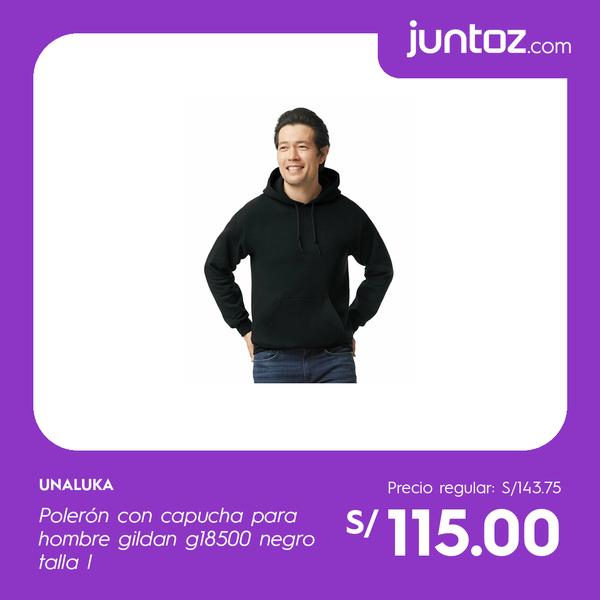 juntoz.com
UNALUKA
Polerón con capucha para
hombre gildan g18500 negro
talla l
Precio regular: S/143.75
S/115.00